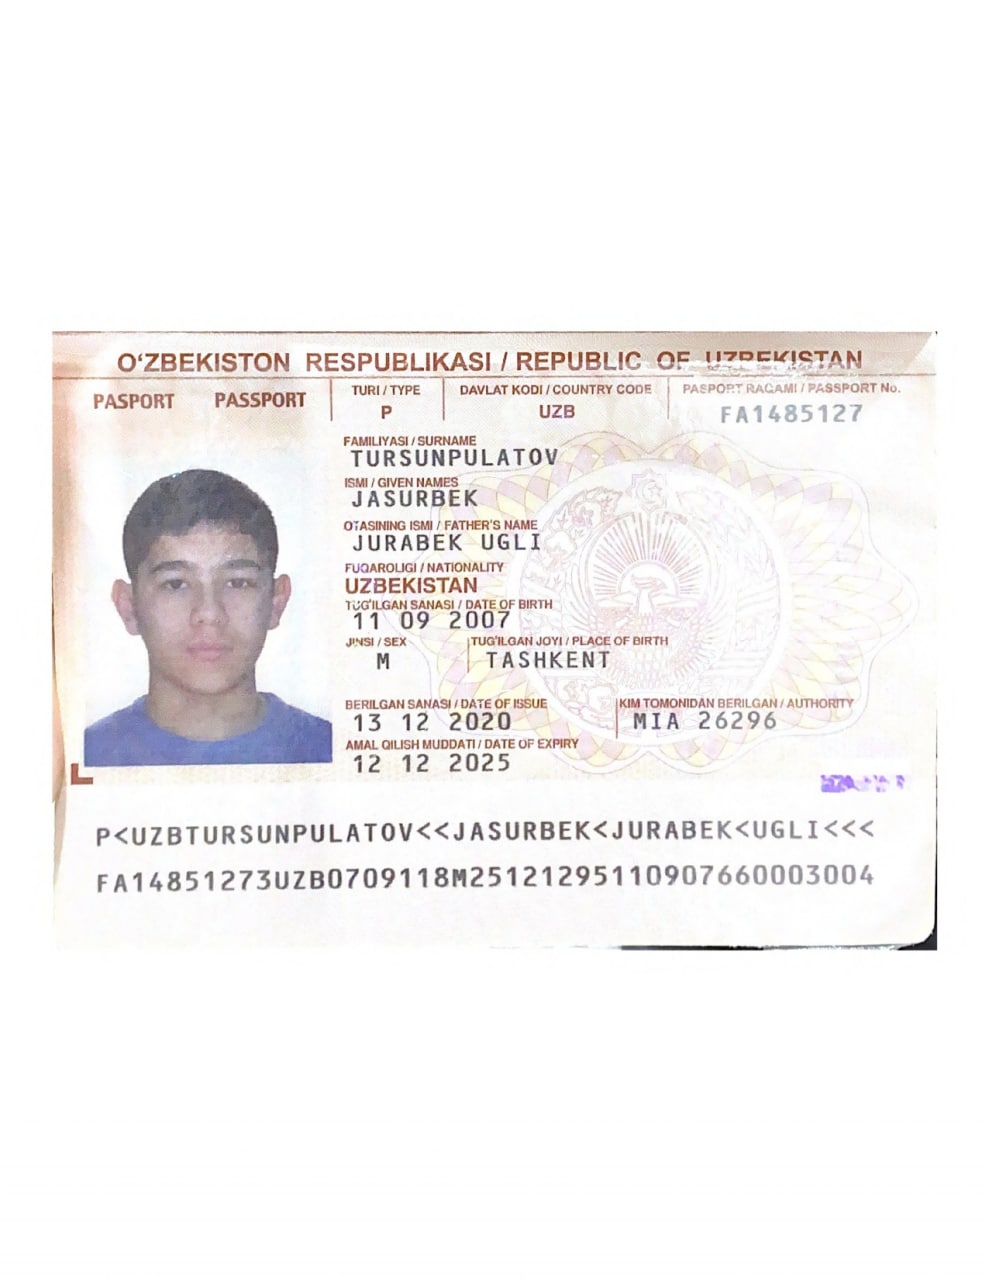 O‘ZBEKISTON RESPUBLIKASI / REPUBLIC OF UZBEKISTAN
PASPORT PASSPORT
TURI / TYPE
P
DAVLAT KODI / COUNTRY CODE
UZB
PASPORT RAQAMI / PASSPORT No.
FA1485127
FAMILIYASI / SURNAME
TURSUNPULATOV
ISMI / GIVEN NAMES
JASURBEK
OTASINING ISMI / FATHER'S NAME
JURABEK UGLI
FUQAROLIGI / NATIONALITY
UZBEKISTAN
TUG'ILGAN SANASI / DATE OF BIRTH
11 09 2007
JINSI / SEX
M
TUG'ILGAN JOYI / PLACE OF BIRTH
TASHKENT
BERILGAN SANASI / DATE OF ISSUE
13 12 2020
KIM TOMONIDAN BERILGAN / AUTHORITY
MIA 26296
AMAL QILISH MUDDATI / DATE OF EXPIRY
12 12 2025
P<UZBTURSUNPULATOV<<JASURBEK<JURABEK<UGLI<<<
FA14851273UZB0709118M25121295110907660003004